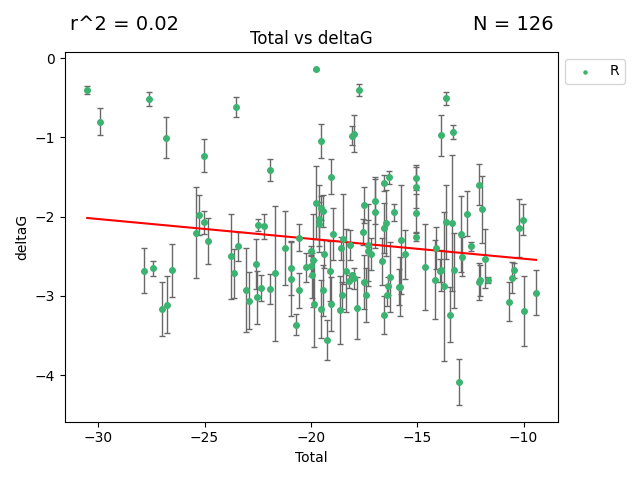 r^2 = 0.02 N = 126
Total vs deltaG
R
deltaG
0
−1
−2
−3
−4
−30 −25 −20 −15 −10
Total